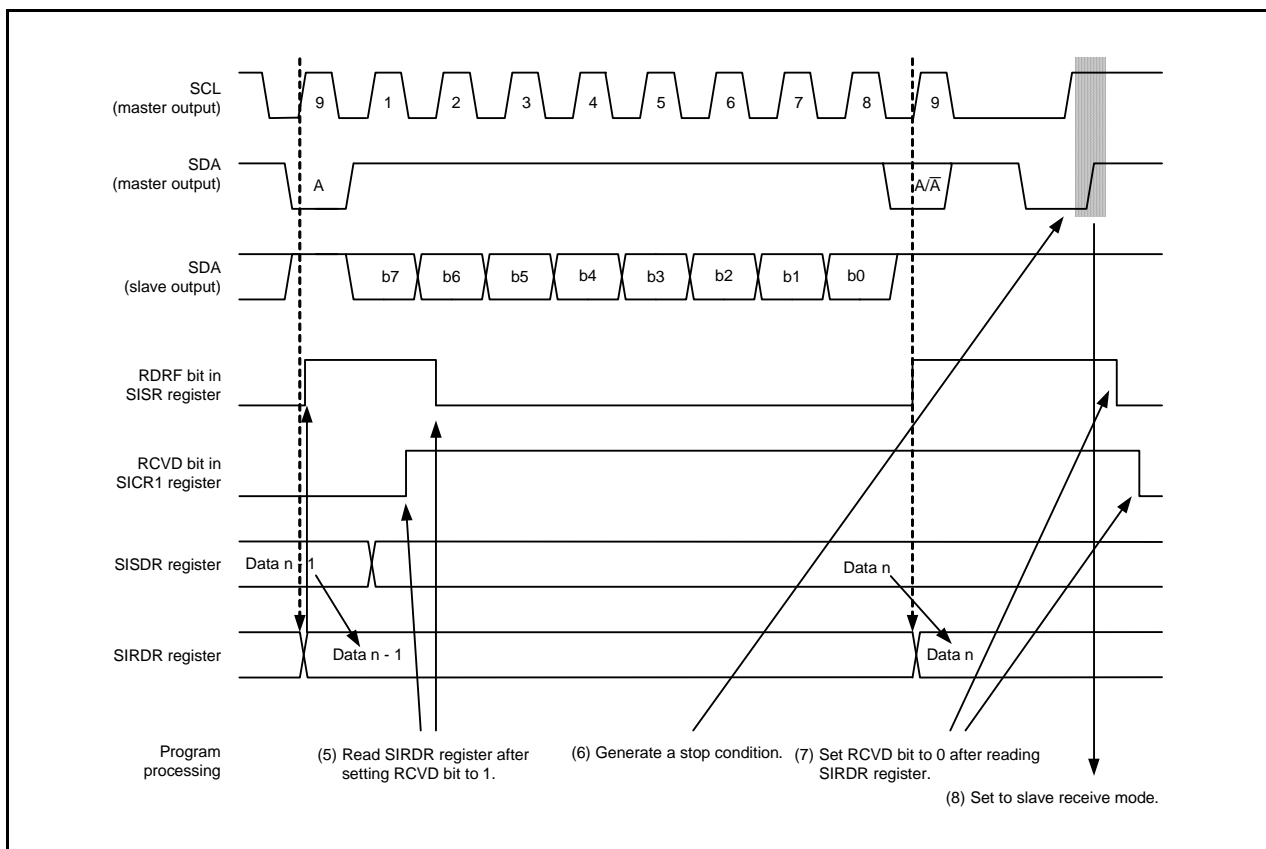 SCL
(master output)
9 1 2 3 4 5 6 7 8 9
SDA
(master output)
A A/A̅
SDA
(slave output)
b7 b6 b5 b4 b3 b2 b1 b0
RDRF bit in
SISR register
RCVD bit in
SICR1 register
SISDR register
Data n - 1 Data n
SIRDR register
Data n - 1 Data n
Program
processing
(5) Read SIRDR register after
setting RCVD bit to 1.
(6) Generate a stop condition.
(7) Set RCVD bit to 0 after reading
SIRDR register.
(8) Set to slave receive mode.